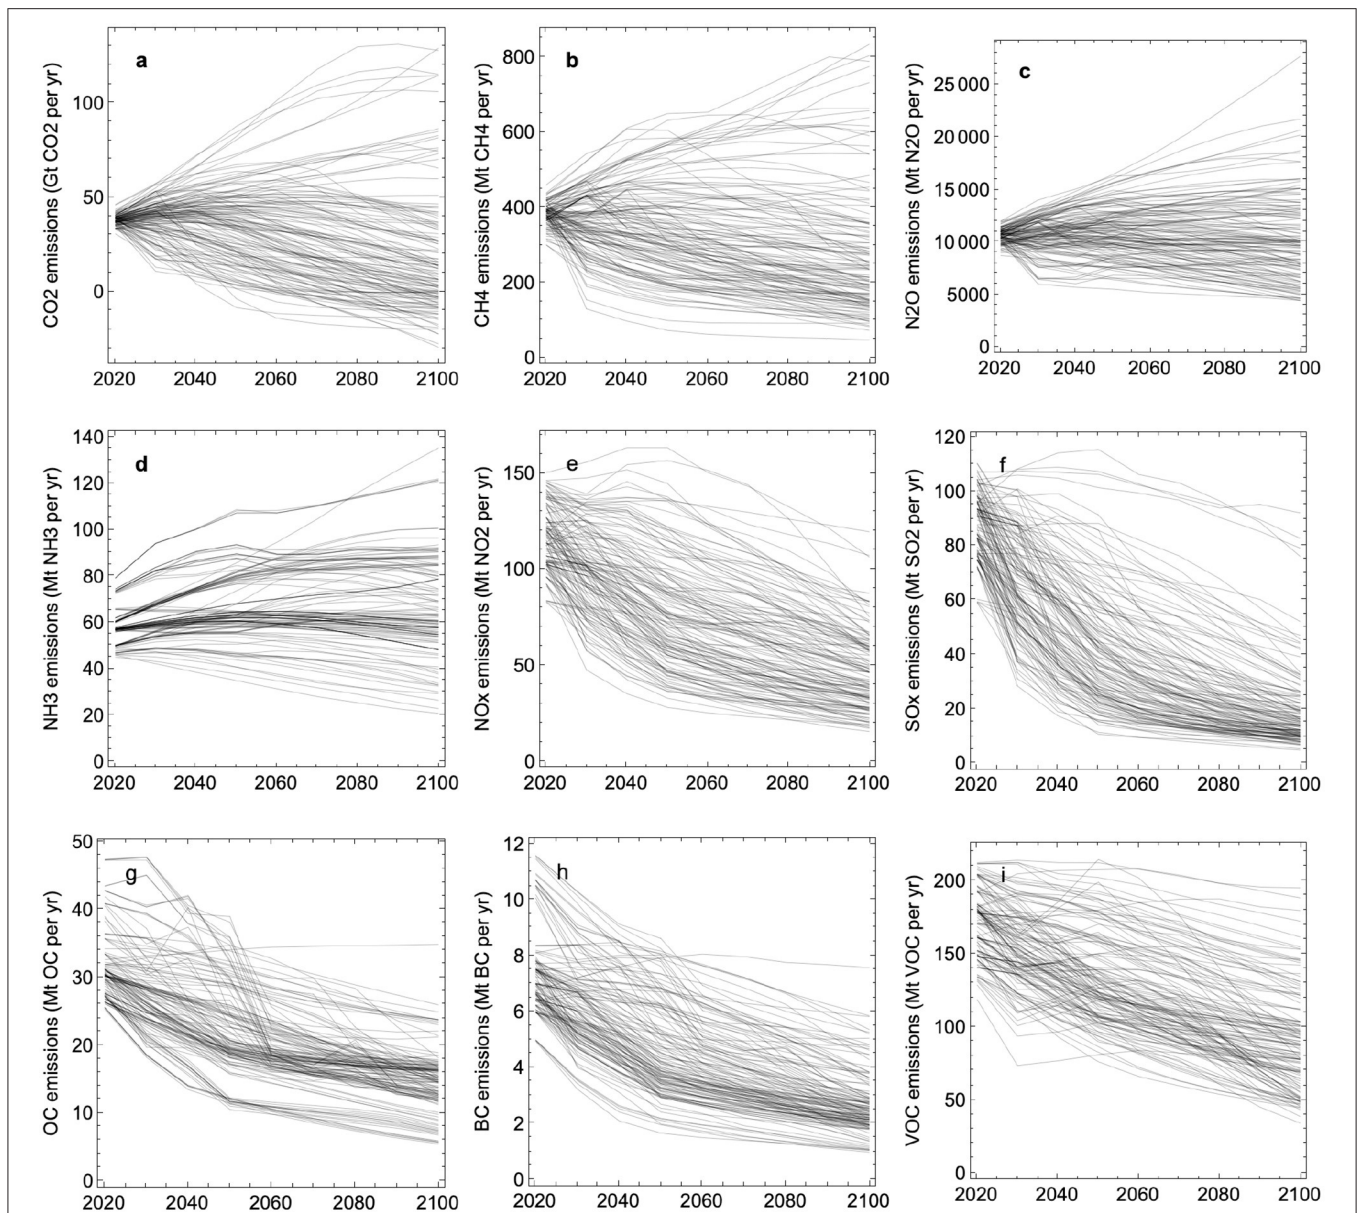 a
CO2 emissions (Gt CO2 per yr)
100
50
0
2020 2040 2060 2080 2100
b
CH4 emissions (Mt CH4 per yr)
800
600
400
200
0
2020 2040 2060 2080 2100
c
N2O emissions (Mt N2O per yr)
25 000
20 000
15 000
10 000
5000
0
2020 2040 2060 2080 2100
d
NH3 emissions (Mt NH3 per yr)
140
120
100
80
60
40
20
0
2020 2040 2060 2080 2100
e
NOx emissions (Mt NO2 per yr)
150
100
50
0
2020 2040 2060 2080 2100
f
SOx emissions (Mt SO2 per yr)
120
100
80
60
40
20
0
2020 2040 2060 2080 2100
g
OC emissions (Mt OC per yr)
50
40
30
20
10
0
2020 2040 2060 2080 2100
h
BC emissions (Mt BC per yr)
12
10
8
6
4
2
0
2020 2040 2060 2080 2100
i
VOC emissions (Mt VOC per yr)
200
150
100
50
0
2020 2040 2060 2080 2100